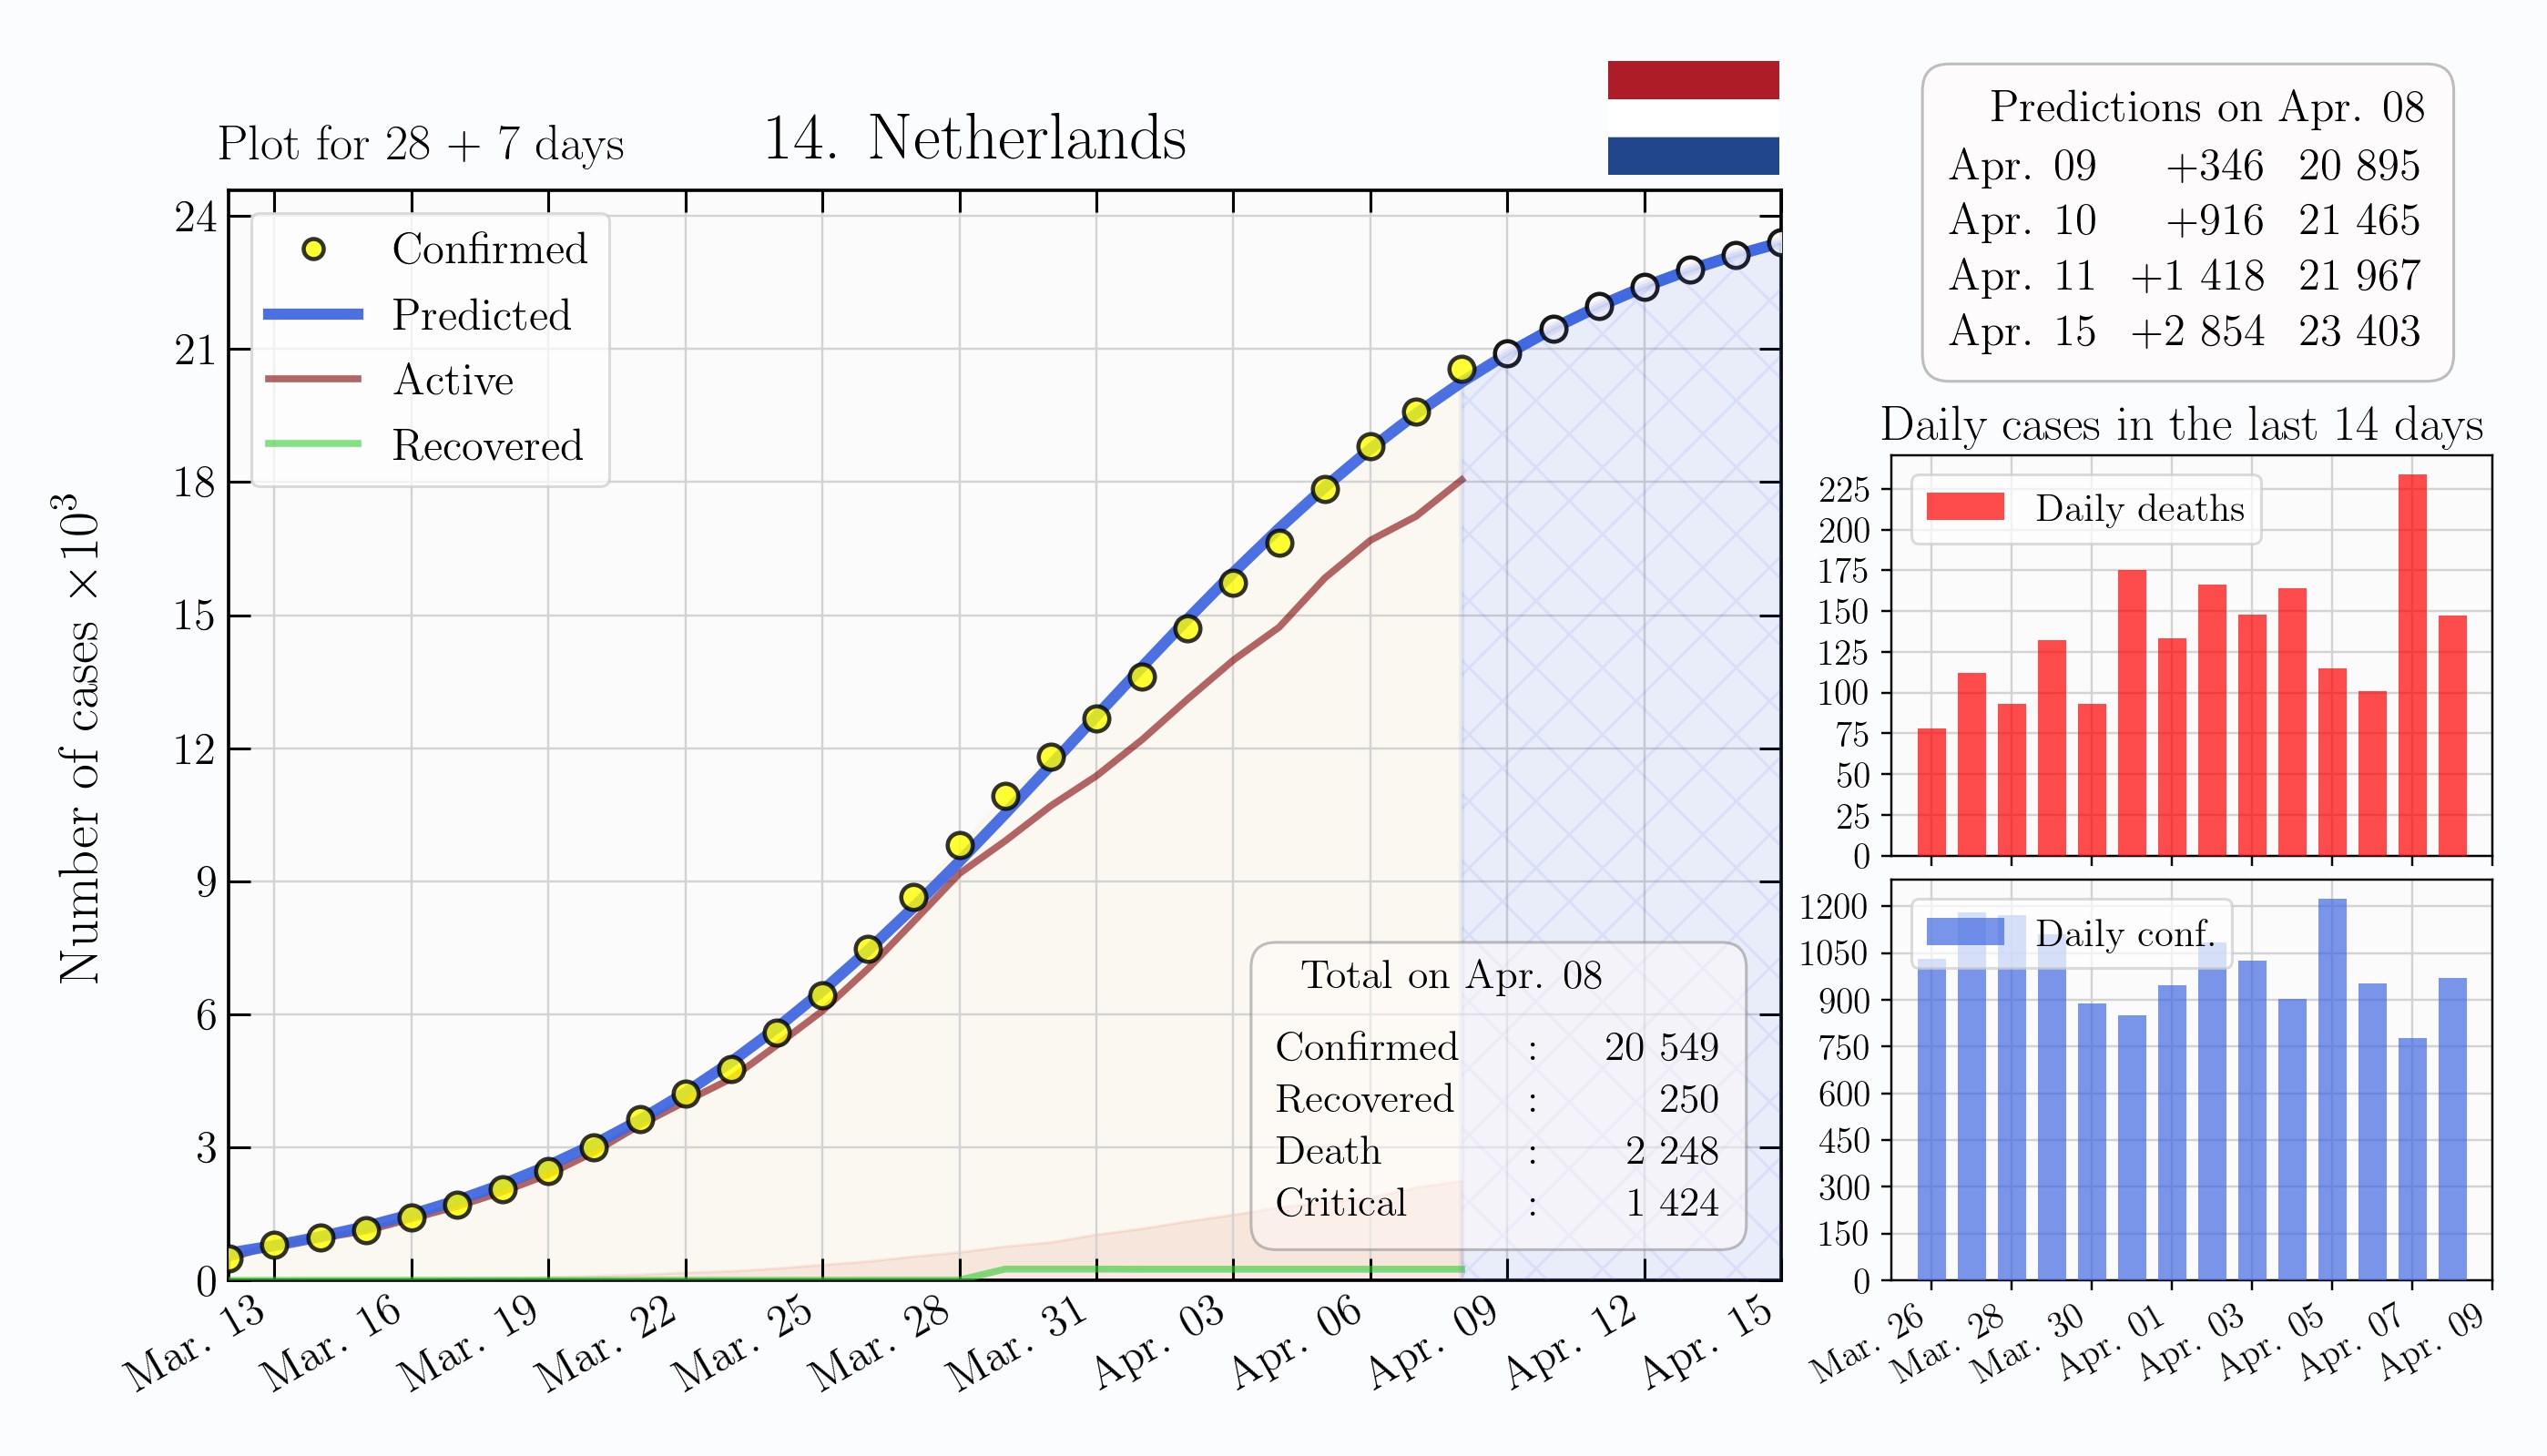 Plot for 28 + 7 days
14. Netherlands
24
21
18
15
12
9
6
3
0
Number of cases ×10³
Confirmed
Predicted
Active
Recovered
Total on Apr. 08
Confirmed : 20 549
Recovered : 250
Death : 2 248
Critical : 1 424
Mar. 13 Mar. 16 Mar. 19 Mar. 22 Mar. 25 Mar. 28 Mar. 31 Apr. 03 Apr. 06 Apr. 09 Apr. 12 Apr. 15
Predictions on Apr. 08
Apr. 09 +346 20 895
Apr. 10 +916 21 465
Apr. 11 +1 418 21 967
Apr. 15 +2 854 23 403
Daily cases in the last 14 days
225
200
175
150
125
100
75
50
25
0
Daily deaths
1200
1050
900
750
600
450
300
150
0
Daily conf.
Mar. 26 Mar. 28 Mar. 30 Apr. 01 Apr. 03 Apr. 05 Apr. 07 Apr. 09